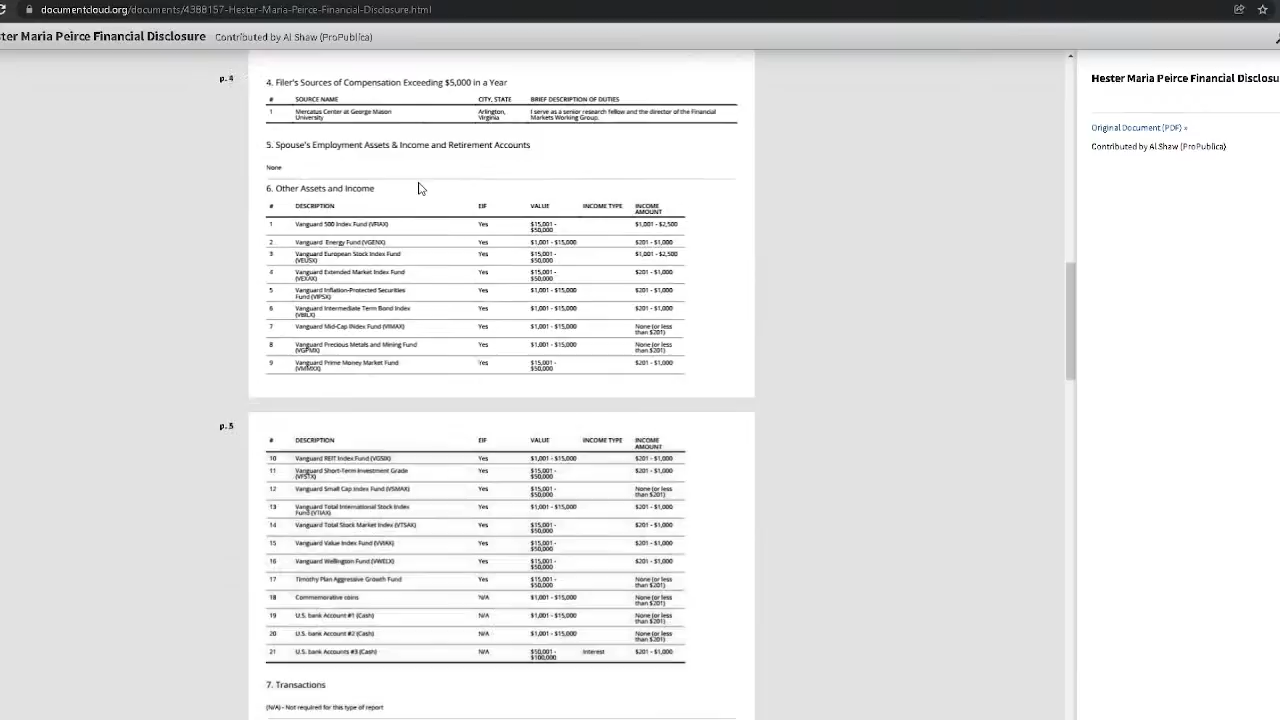 documentcloud.org/documents/4388157-Hester-Maria-Peirce-Financial-Disclosure.html
ster Maria Peirce Financial Disclosure Contributed by Al Shaw (ProPublica)
p. 4
4. Filer's Sources of Compensation Exceeding $5,000 in a Year
# SOURCE NAME CITY, STATE BRIEF DESCRIPTION OF DUTIES
1 Mercatus Center at George Mason University Arlington, Virginia I serve as a senior research fellow and the director of the Financial Markets Working Group.
5. Spouse's Employment Assets & Income and Retirement Accounts
None
6. Other Assets and Income
# DESCRIPTION EIF VALUE INCOME TYPE INCOME AMOUNT
1 Vanguard 500 Index Fund (VFIAX) Yes $15,001 - $50,000 $1,001 - $2,500
2 Vanguard Energy Fund (VGENX) Yes $1,001 - $15,000 $201 - $1,000
3 Vanguard European Stock Index Fund (VEUSX) Yes $15,001 - $50,000 $1,001 - $2,500
4 Vanguard Extended Market Index Fund (VEXAX) Yes $15,001 - $50,000 $201 - $1,000
5 Vanguard Inflation-Protected Securities Fund (VIPSX) Yes $1,001 - $15,000 $201 - $1,000
6 Vanguard Intermediate Term Bond Index (VBILX) Yes $1,001 - $15,000 $201 - $1,000
7 Vanguard Mid-Cap INdex Fund (VIMAX) Yes $1,001 - $15,000 None (or less than $201)
8 Vanguard Precious Metals and Mining Fund (VGPMX) Yes $1,001 - $15,000 None (or less than $201)
9 Vanguard Prime Money Market Fund (VMMXX) Yes $15,001 - $50,000 $201 - $1,000
p. 5
# DESCRIPTION EIF VALUE INCOME TYPE INCOME AMOUNT
10 Vanguard REIT Index Fund (VGSIX) Yes $1,001 - $15,000 $201 - $1,000
11 Vanguard Short-Term Investment Grade (VFSTX) Yes $15,001 - $50,000 $201 - $1,000
12 Vanguard Small Cap Index Fund (VSMAX) Yes $15,001 - $50,000 None (or less than $201)
13 Vanguard Total International Stock Index Fund (VTIAX) Yes $1,001 - $15,000 $201 - $1,000
14 Vanguard Total Stock Market Index (VTSAX) Yes $15,001 - $50,000 $201 - $1,000
15 Vanguard Value Index Fund (VVIAX) Yes $15,001 - $50,000 $201 - $1,000
16 Vanguard Wellington Fund (VWELX) Yes $15,001 - $50,000 $201 - $1,000
17 Timothy Plan Aggressive Growth Fund Yes $15,001 - $50,000 None (or less than $201)
18 Commemorative coins N/A $1,001 - $15,000 None (or less than $201)
19 U.S. bank Account #1 (Cash) N/A $1,001 - $15,000 None (or less than $201)
20 U.S. bank Account #2 (Cash) N/A $1,001 - $15,000 None (or less than $201)
21 U.S. bank Accounts #3 (Cash) N/A $50,001 - $100,000 Interest $201 - $1,000
7. Transactions
(N/A) - Not required for this type of report
Hester Maria Peirce Financial Disclosu
Original Document (PDF) »
Contributed by Al Shaw (ProPublica)